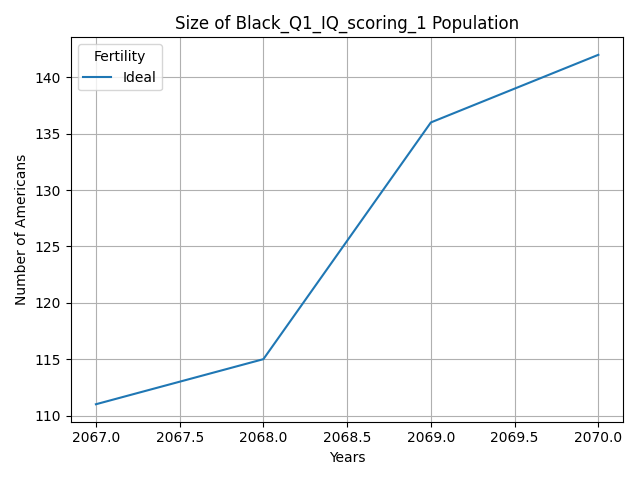 Size of Black_Q1_IQ_scoring_1 Population
Fertility
Ideal
Number of Americans
140
135
130
125
120
115
110
2067.0 2067.5 2068.0 2068.5 2069.0 2069.5 2070.0
Years